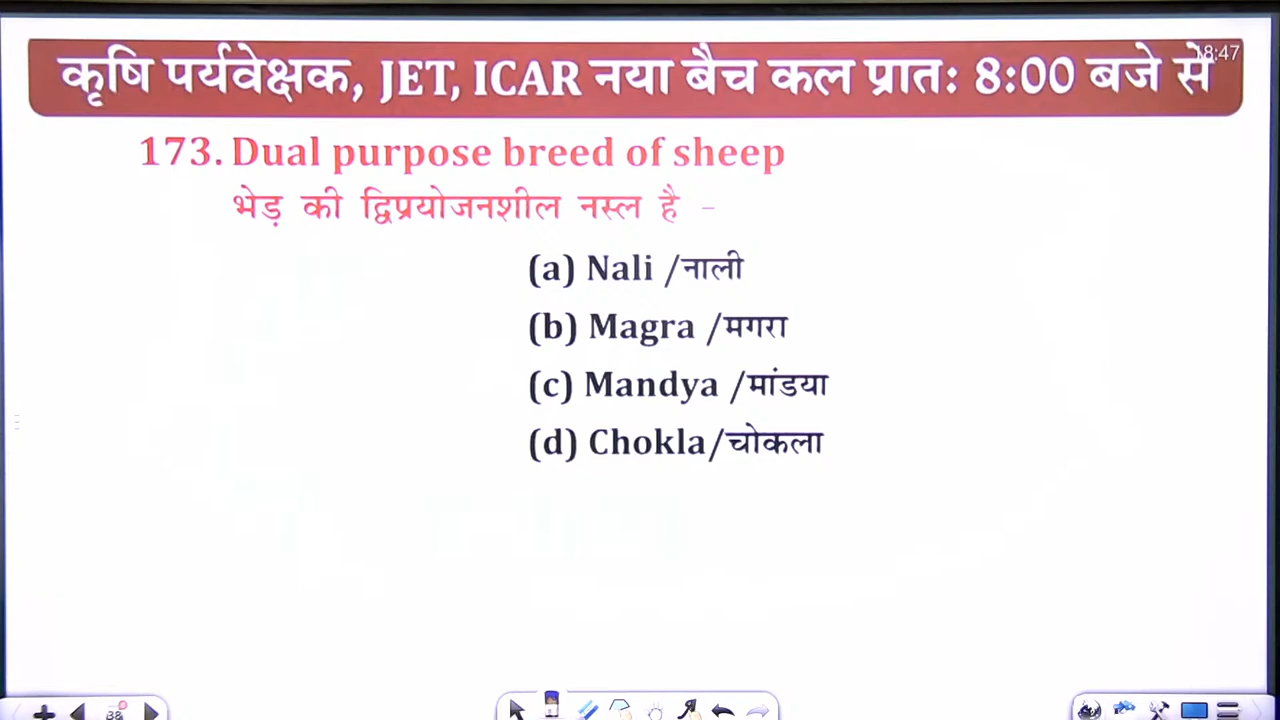 कृषि पर्यवेक्षक, JET, ICAR नया बैच कल प्रात: 8:00 बजे से
18:47
173. Dual purpose breed of sheep
भेड़ की द्विप्रयोजनशील नस्ल है -
(a) Nali /नाली
(b) Magra /मगरा
(c) Mandya /मांडया
(d) Chokla/चोकला
38